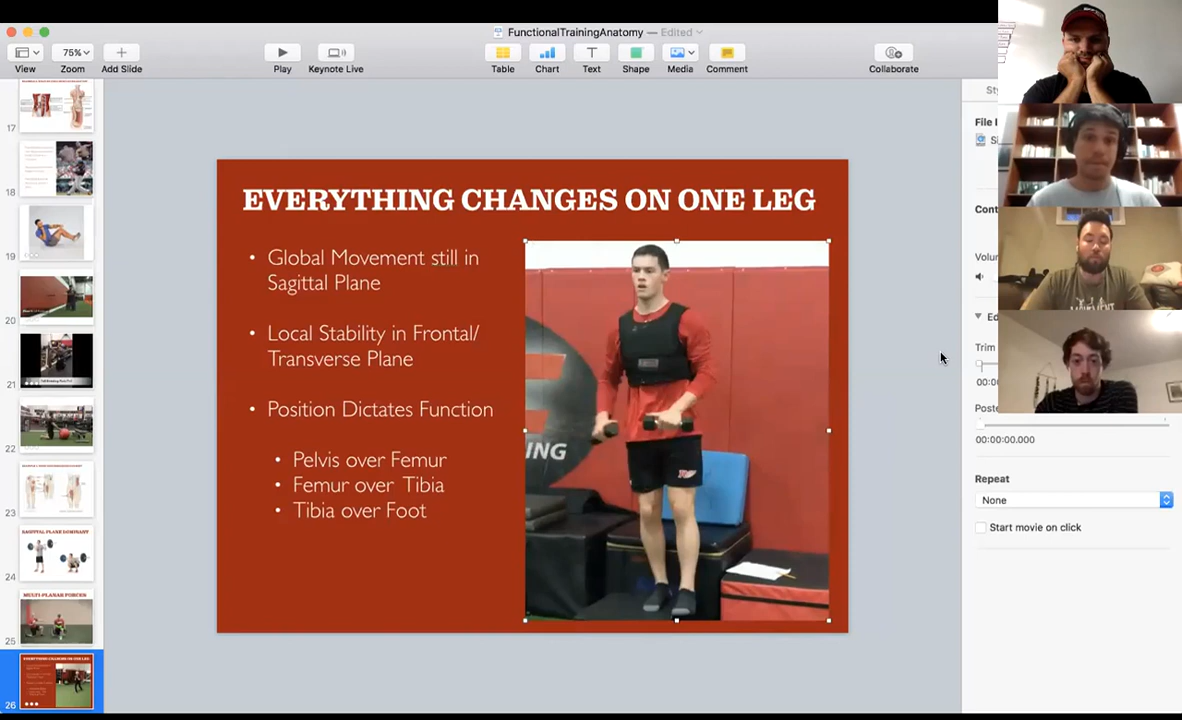 FunctionalTrainingAnatomy — Edited
75%
View
Zoom
Add Slide
Play
Keynote Live
Table
Chart
Text
Shape
Media
Comment
Collaborate
17
18
19
20
21
22
23
SAGITTAL PLANE DOMINANT
24
MULTI-PLANAR FORCES
25
EVERYTHING CHANGES ON ONE LEG
26
EVERYTHING CHANGES ON ONE LEG
• Global Movement still in
Sagittal Plane
• Local Stability in Frontal/
Transverse Plane
• Position Dictates Function
• Pelvis over Femur
• Femur over Tibia
• Tibia over Foot
ING
File
Trim
00:00:00.000
Repeat
None
Start movie on click